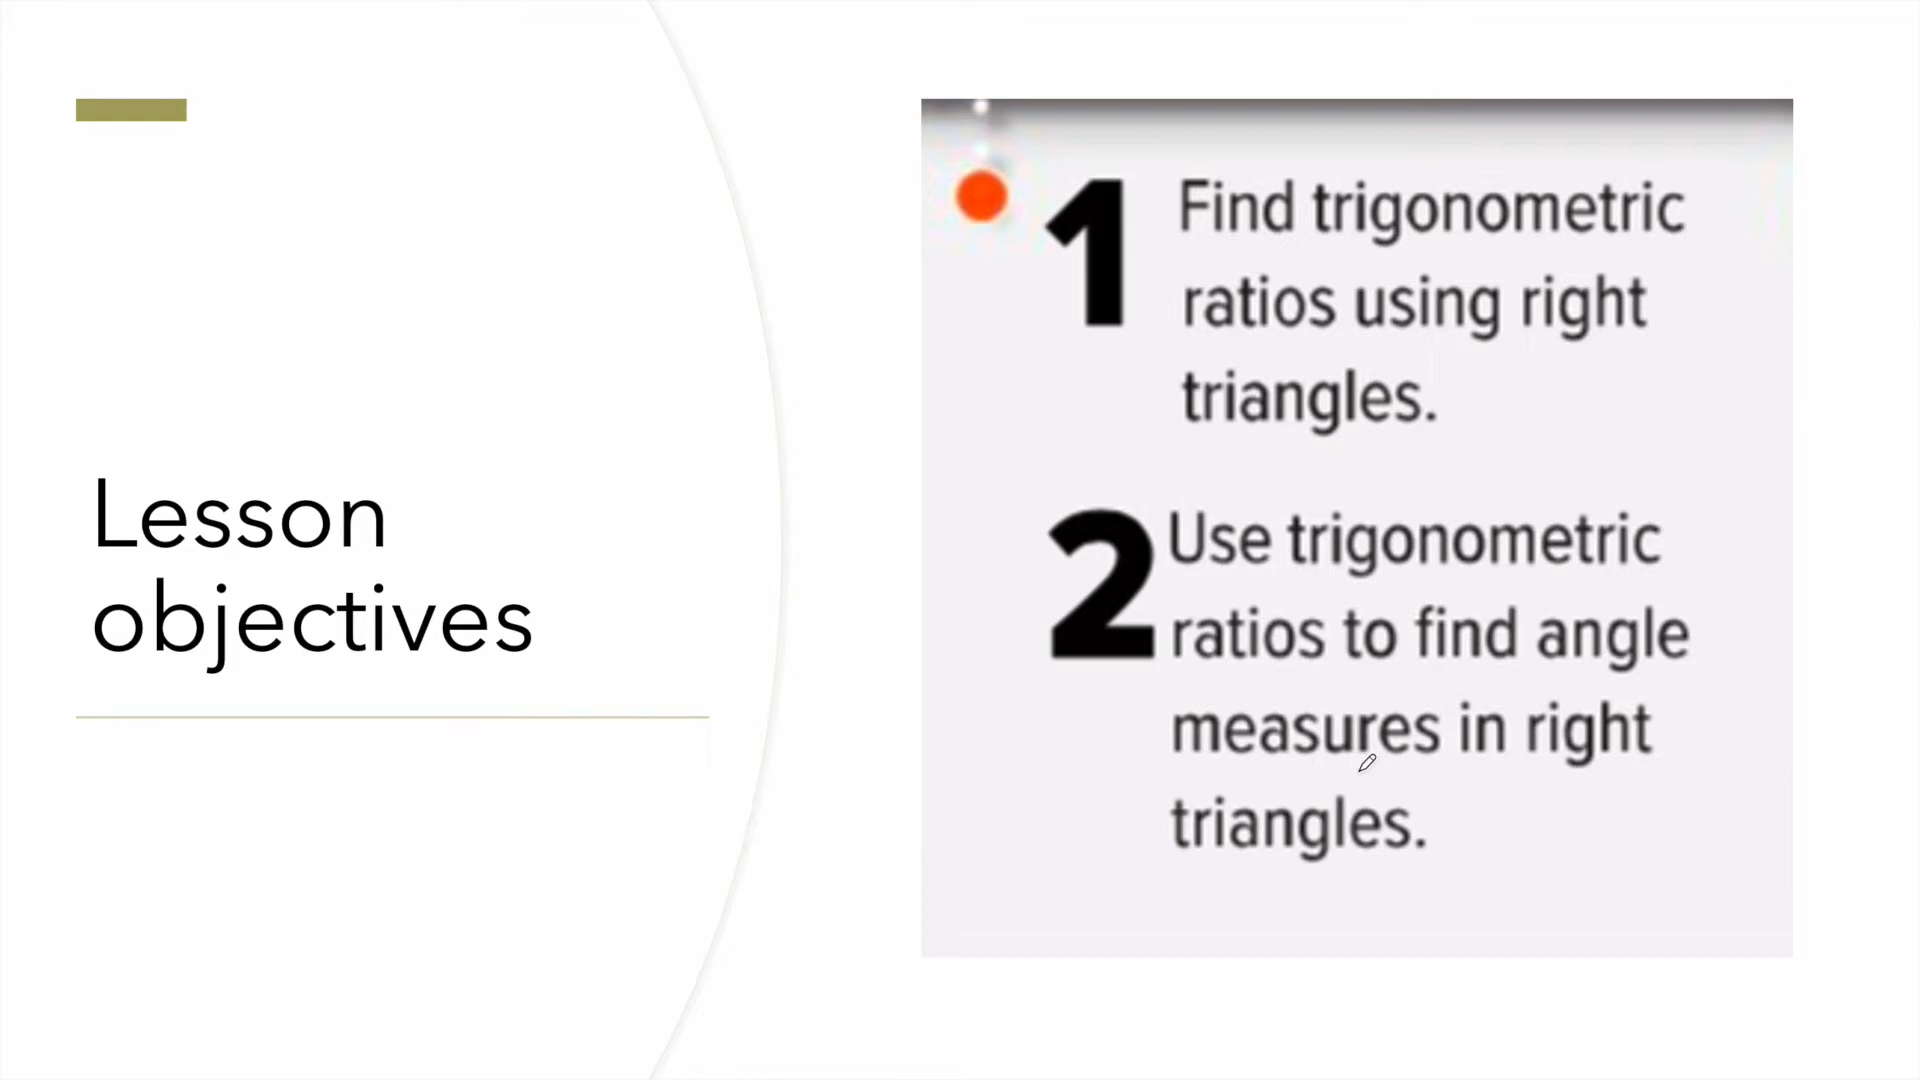 Lesson
objectives
1 Find trigonometric
ratios using right
triangles.
2 Use trigonometric
ratios to find angle
measures in right
triangles.